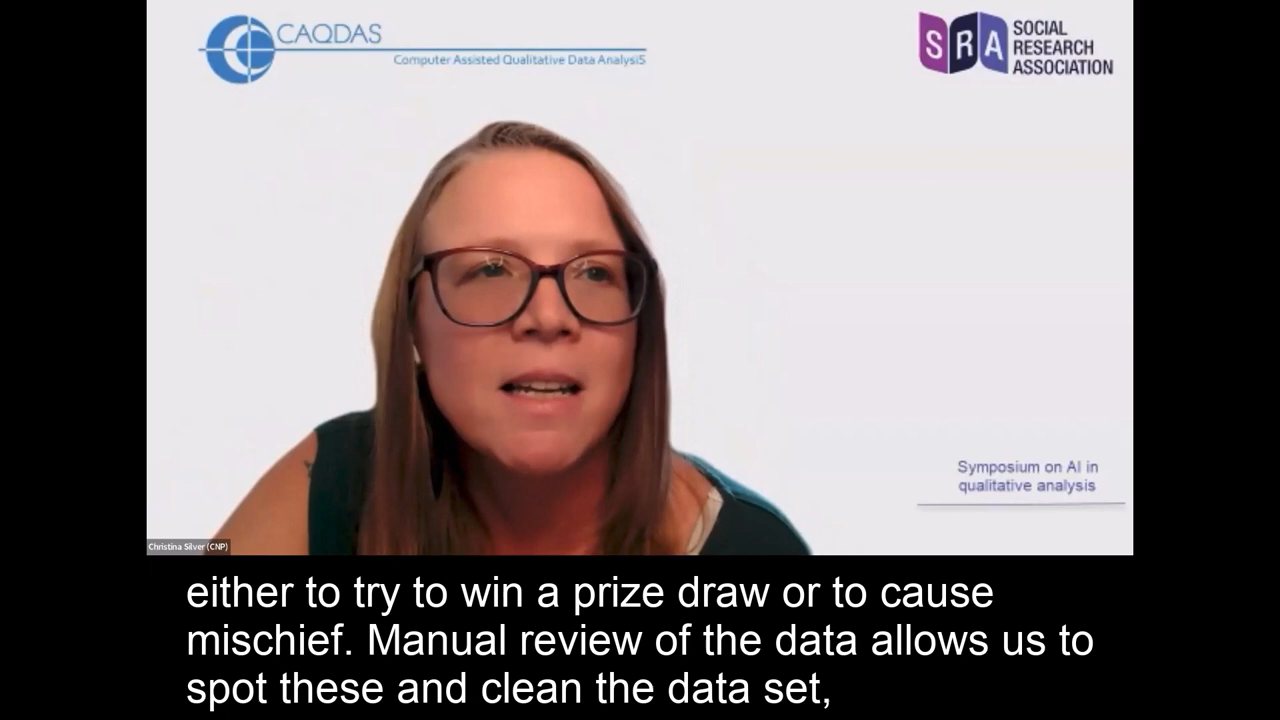 CAQDAS
Computer Assisted Qualitative Data AnalysiS
SRA
SOCIAL
RESEARCH
ASSOCIATION
Symposium on AI in
qualitative analysis
Christina Silver (CNP)
either to try to win a prize draw or to cause
mischief. Manual review of the data allows us to
spot these and clean the data set,